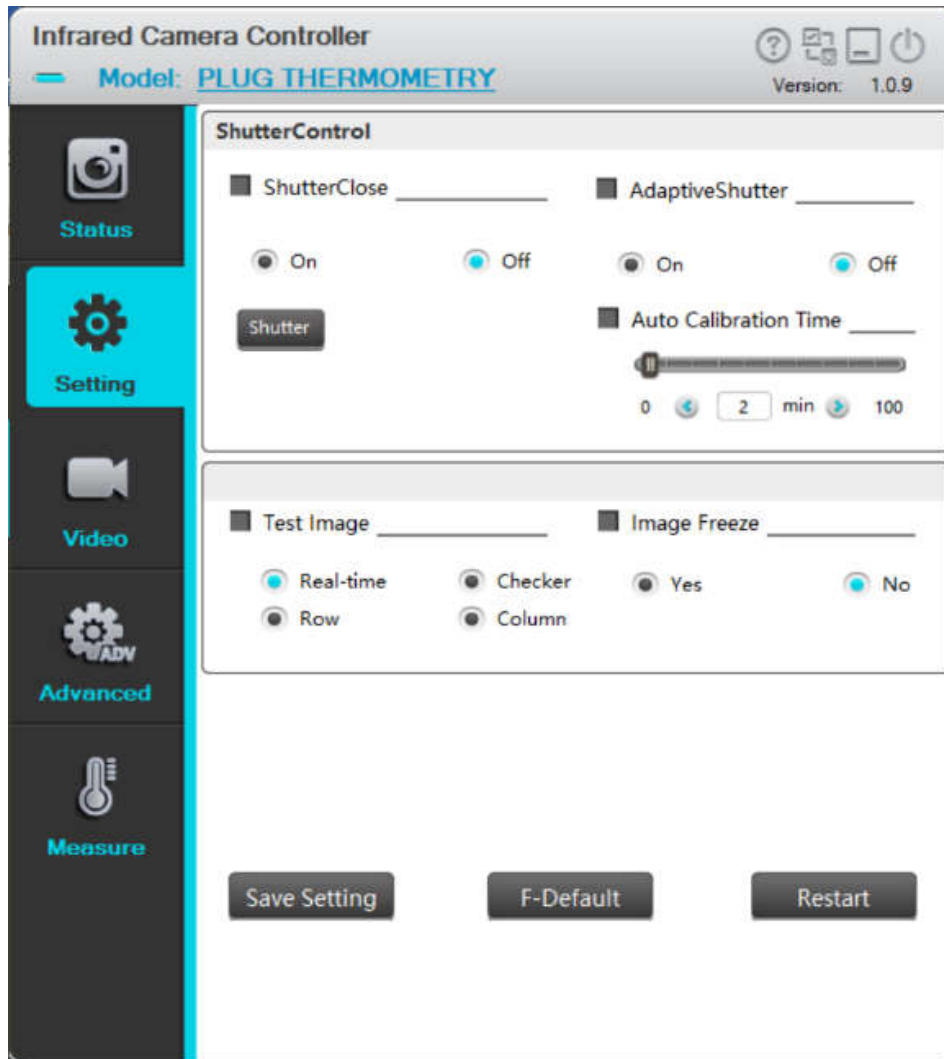 Infrared Camera Controller
Model: PLUG THERMOMETRY
Version: 1.0.9
Status
Setting
Video
Advanced
ADV
Measure
ShutterControl
ShutterClose
On Off
Shutter
AdaptiveShutter
On Off
Auto Calibration Time
0 2 min 100
Test Image
Real-time Checker
Row Column
Image Freeze
Yes No
Save Setting F-Default Restart